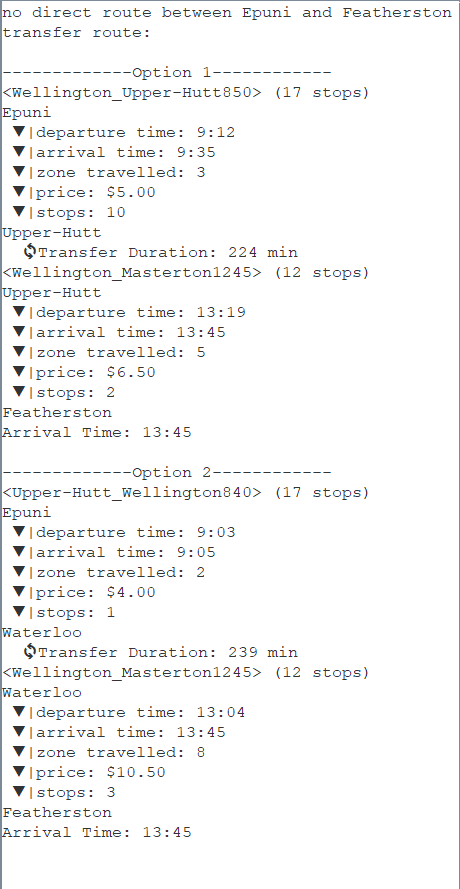 no direct route between Epuni and Featherston
transfer route:
-------------Option 1------------
<Wellington_Upper-Hutt850> (17 stops)
Epuni
▼|departure time: 9:12
▼|arrival time: 9:35
▼|zone travelled: 3
▼|price: $5.00
▼|stops: 10
Upper-Hutt
🗘Transfer Duration: 224 min
<Wellington_Masterton1245> (12 stops)
Upper-Hutt
▼|departure time: 13:19
▼|arrival time: 13:45
▼|zone travelled: 5
▼|price: $6.50
▼|stops: 2
Featherston
Arrival Time: 13:45
-------------Option 2------------
<Upper-Hutt_Wellington840> (17 stops)
Epuni
▼|departure time: 9:03
▼|arrival time: 9:05
▼|zone travelled: 2
▼|price: $4.00
▼|stops: 1
Waterloo
🗘Transfer Duration: 239 min
<Wellington_Masterton1245> (12 stops)
Waterloo
▼|departure time: 13:04
▼|arrival time: 13:45
▼|zone travelled: 8
▼|price: $10.50
▼|stops: 3
Featherston
Arrival Time: 13:45